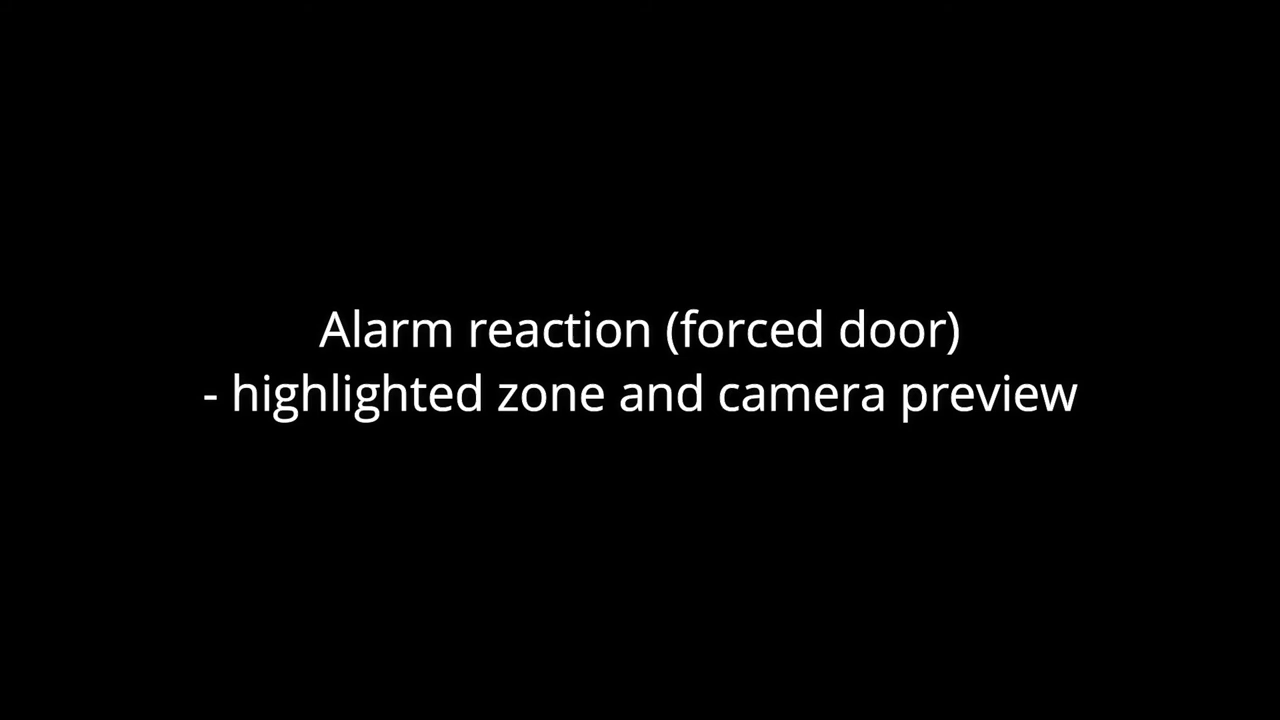 Alarm reaction (forced door)
- highlighted zone and camera preview